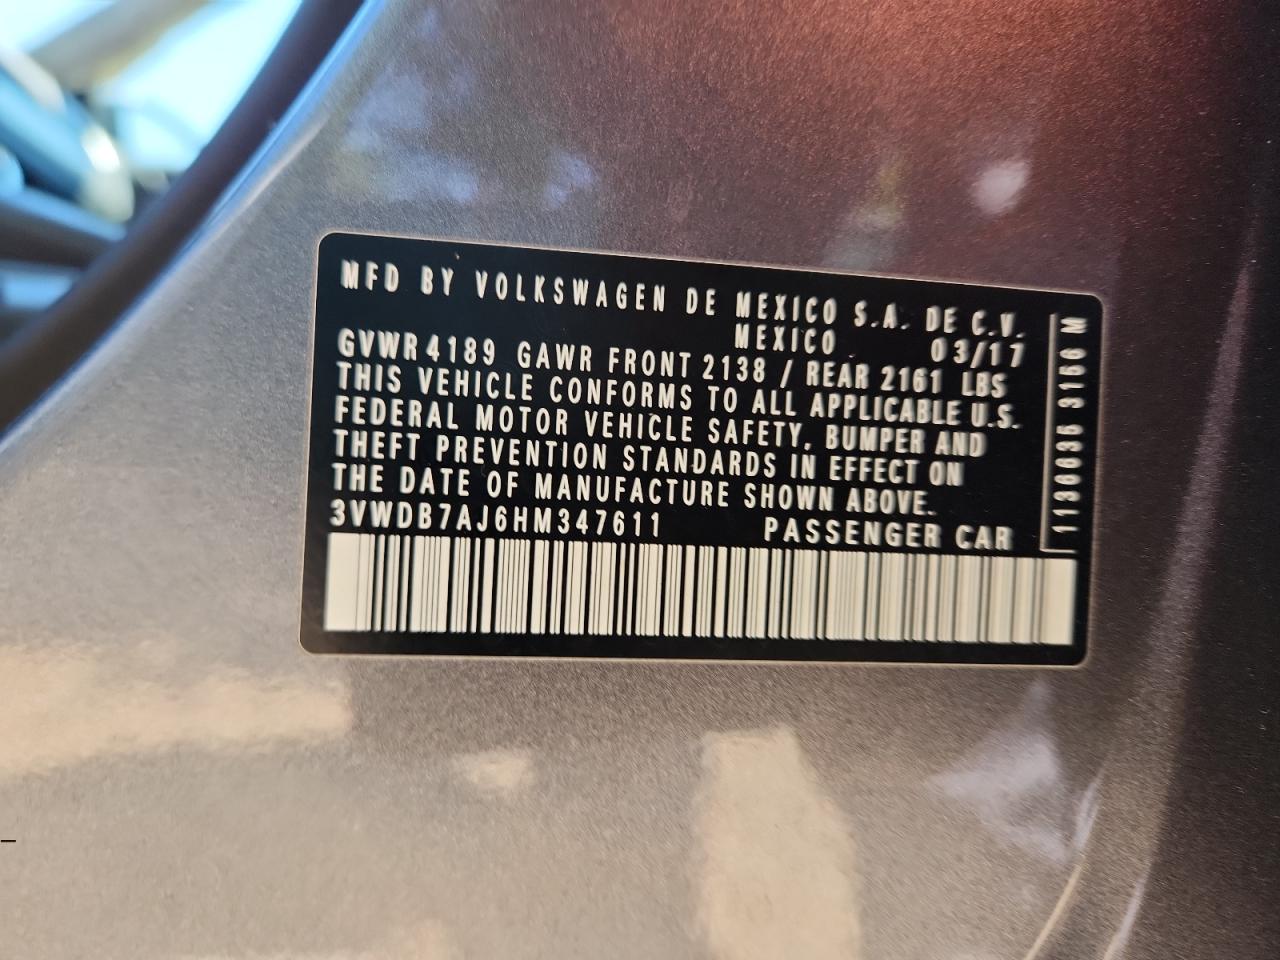 MFD BY VOLKSWAGEN DE MEXICO S.A. DE C.V.
MEXICO 03/17
GVWR 4189 GAWR FRONT 2138 / REAR 2161 LBS
THIS VEHICLE CONFORMS TO ALL APPLICABLE U.S.
FEDERAL MOTOR VEHICLE SAFETY, BUMPER AND
THEFT PREVENTION STANDARDS IN EFFECT ON
THE DATE OF MANUFACTURE SHOWN ABOVE.
3VWDB7AJ6HM347611 PASSENGER CAR
1130635 3156 M